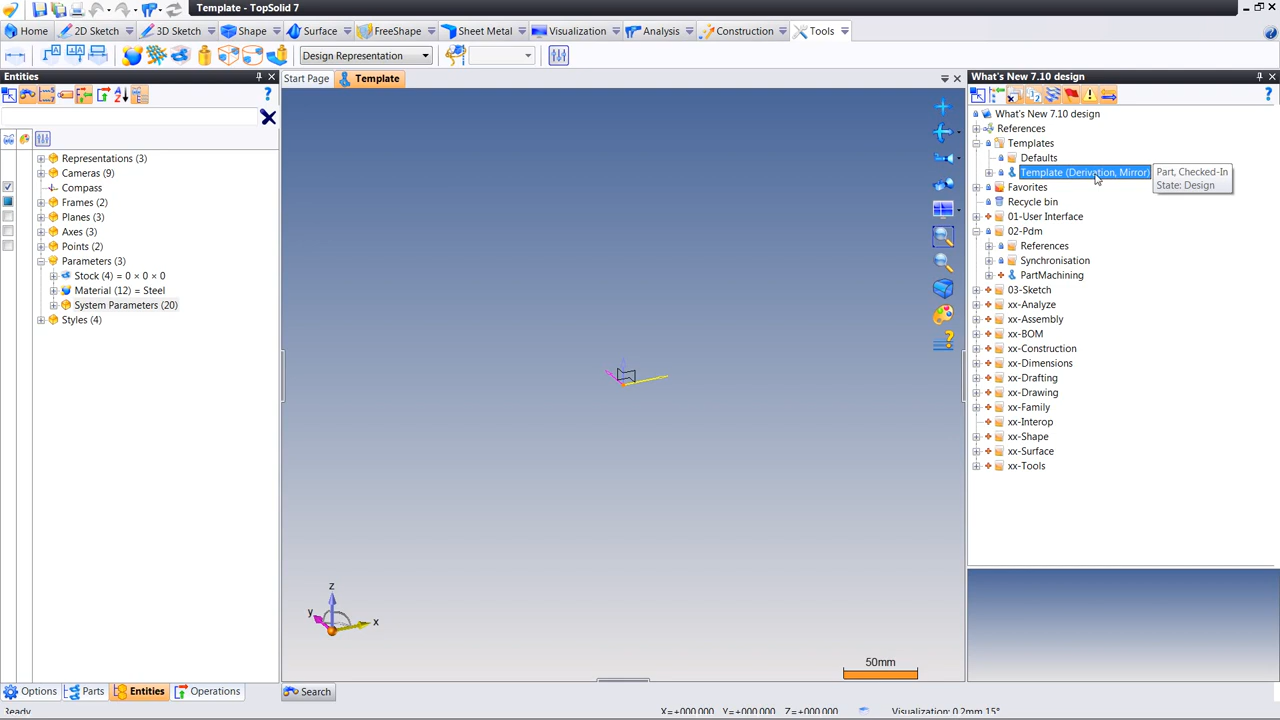 Template - TopSolid 7
Home
2D Sketch
3D Sketch
Shape
Surface
FreeShape
Sheet Metal
Visualization
Analysis
Construction
Tools
Design Representation
Entities
Start Page
Template
What's New 7.10 design
Representations (3)
Cameras (9)
Compass
Frames (2)
Planes (3)
Axes (3)
Points (2)
Parameters (3)
Stock (4) = 0 × 0 × 0
Material (12) = Steel
System Parameters (20)
Styles (4)
What's New 7.10 design
References
Templates
Defaults
Template (Derivation, Mirror)
Part, Checked-In
State: Design
Favorites
Recycle bin
01-User Interface
02-Pdm
References
Synchronisation
PartMachining
03-Sketch
xx-Analyze
xx-Assembly
xx-BOM
xx-Construction
xx-Dimensions
xx-Drafting
xx-Drawing
xx-Family
xx-Interop
xx-Shape
xx-Surface
xx-Tools
z
y
x
50mm
Options
Parts
Entities
Operations
Search
Ready
X=+000.000
Y=+000.000
Z=+000.000
Visualization: 0.2mm 15°